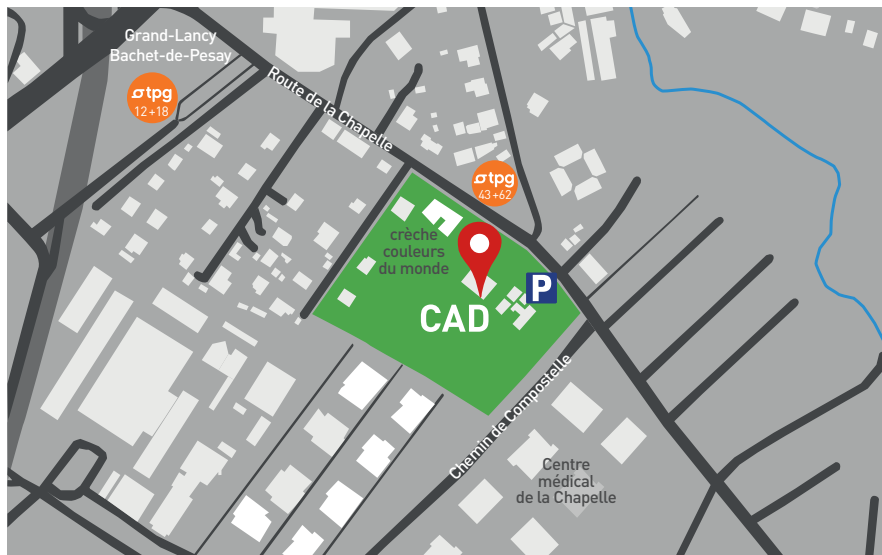 Grand-Lancy
Bachet-de-Pesay
tpg
12+18
Route de la Chapelle
tpg
43+62
crèche
couleurs
du monde
P
CAD
Chemin de Compostelle
Centre
médical
de la Chapelle